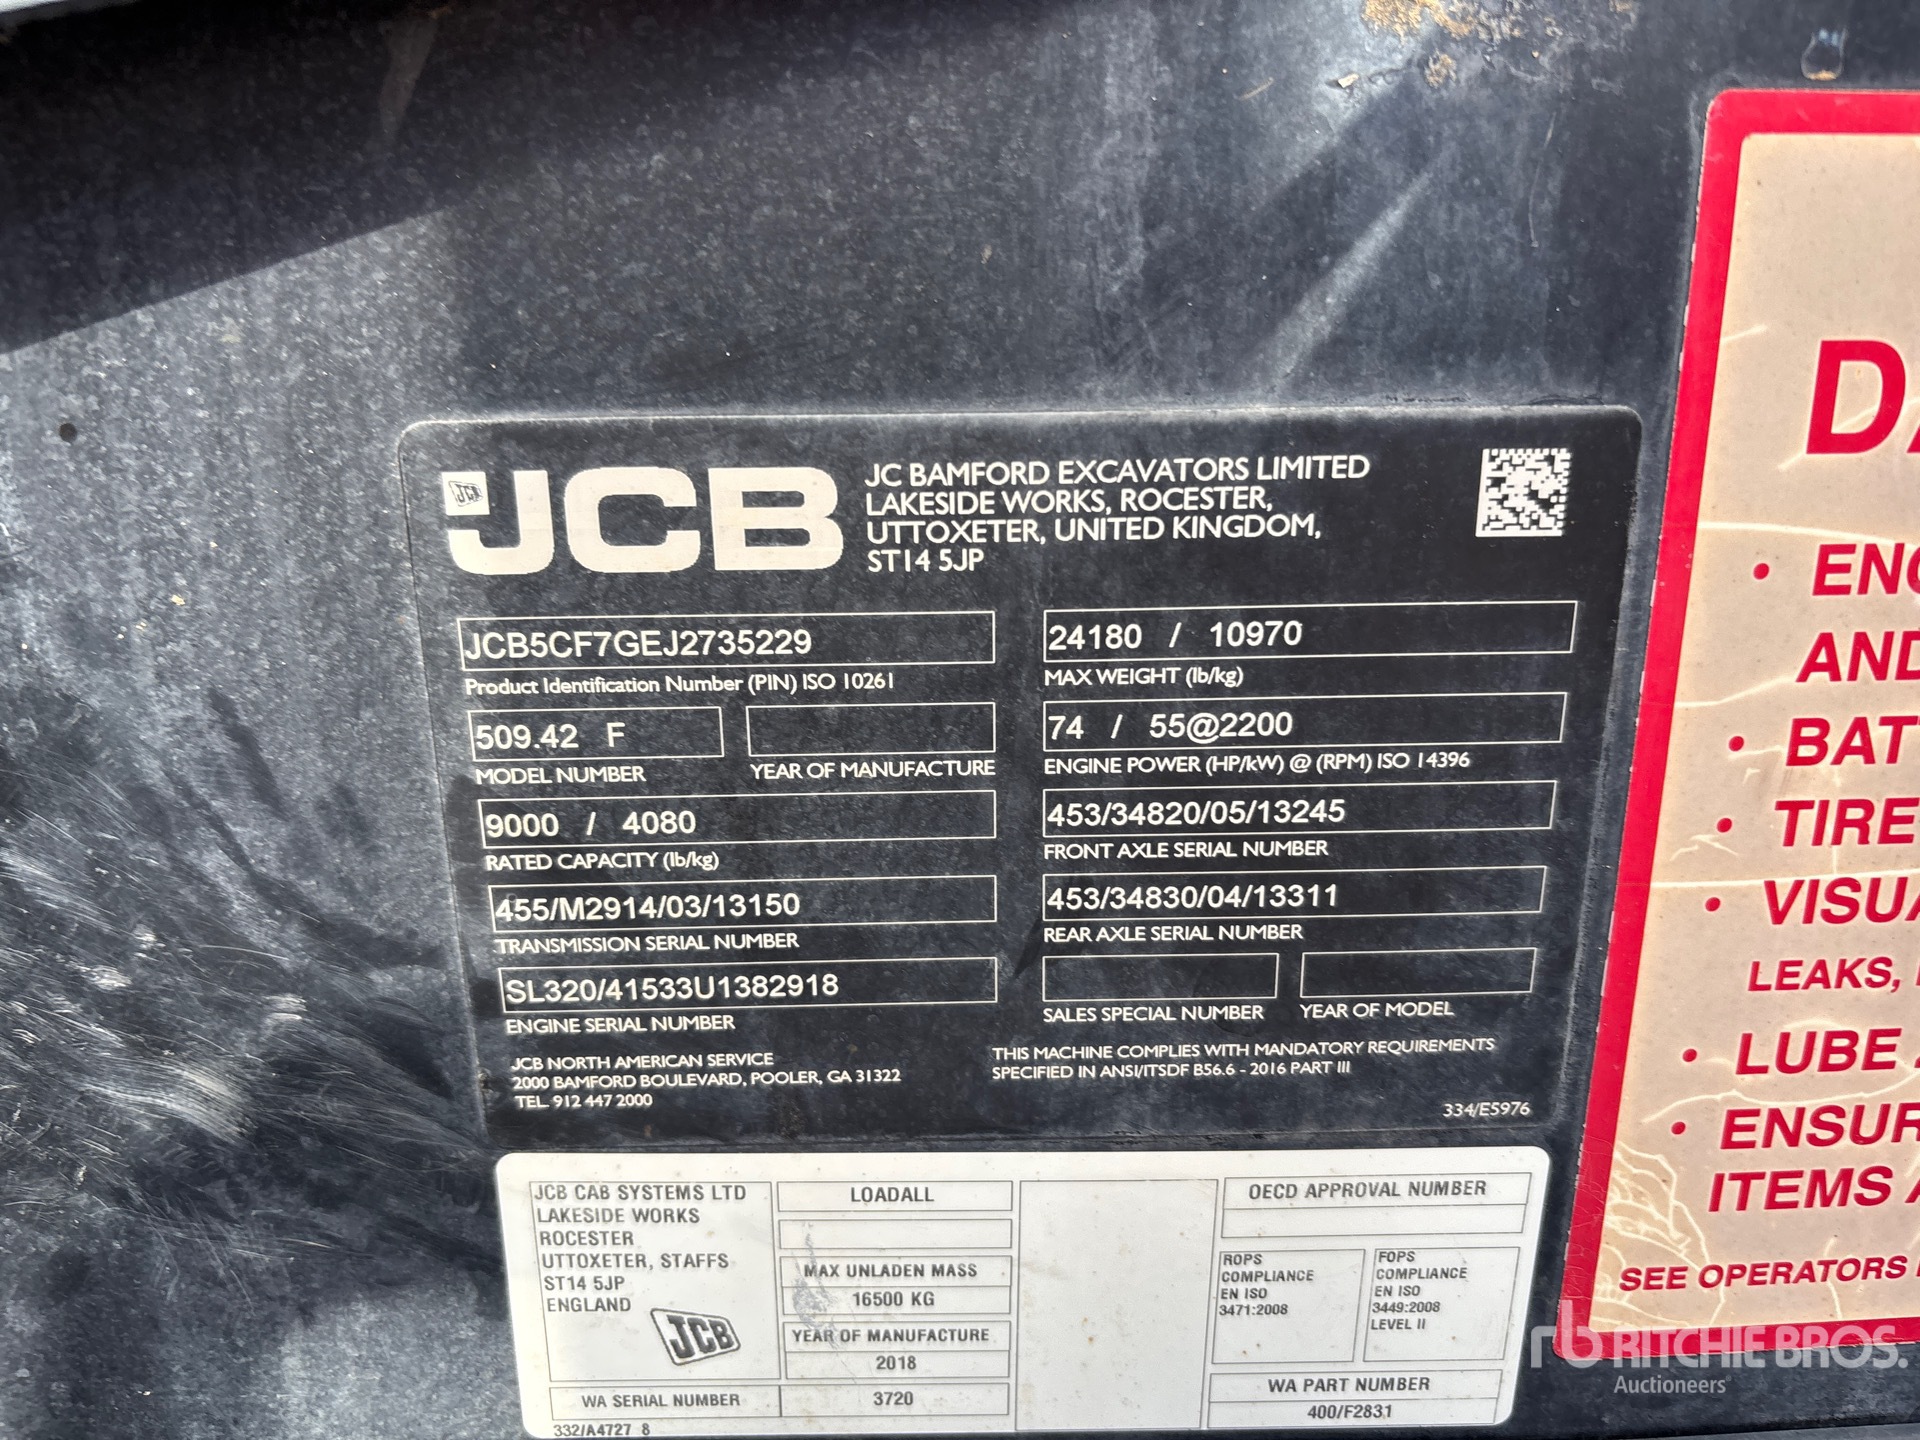 JCB
JC BAMFORD EXCAVATORS LIMITED
LAKESIDE WORKS, ROCESTER,
UTTOXETER, UNITED KINGDOM,
ST14 5JP
JCB5CF7GEJ2735229
Product Identification Number (PIN) ISO 10261
509.42 F
MODEL NUMBER
YEAR OF MANUFACTURE
9000 / 4080
RATED CAPACITY (lb/kg)
455/M2914/03/13150
TRANSMISSION SERIAL NUMBER
SL320/41533U1382918
ENGINE SERIAL NUMBER
24180 / 10970
MAX WEIGHT (lb/kg)
74 / 55@2200
ENGINE POWER (HP/kW) @ (RPM) ISO 14396
453/34820/05/13245
FRONT AXLE SERIAL NUMBER
453/34830/04/13311
REAR AXLE SERIAL NUMBER
SALES SPECIAL NUMBER
YEAR OF MODEL
JCB NORTH AMERICAN SERVICE
2000 BAMFORD BOULEVARD, POOLER, GA 31322
TEL. 912 447 2000
THIS MACHINE COMPLIES WITH MANDATORY REQUIREMENTS
SPECIFIED IN ANSI/ITSDF B56.6 - 2016 PART III
334/E5976
JCB CAB SYSTEMS LTD
LAKESIDE WORKS
ROCESTER
UTTOXETER, STAFFS
ST14 5JP
ENGLAND
JCB
WA SERIAL NUMBER
3720
332/A4727 8
LOADALL
MAX UNLADEN MASS
16500 KG
YEAR OF MANUFACTURE
2018
OECD APPROVAL NUMBER
ROPS
COMPLIANCE
EN ISO
3471:2008
FOPS
COMPLIANCE
EN ISO
3449:2008
LEVEL II
WA PART NUMBER
400/F2831
• ENG
AND
• BAT
• TIRE
• VISUA
LEAKS,
• LUBE
• ENSUR
ITEMS
SEE OPERATORS
rb RITCHIE BROS.
Auctioneers